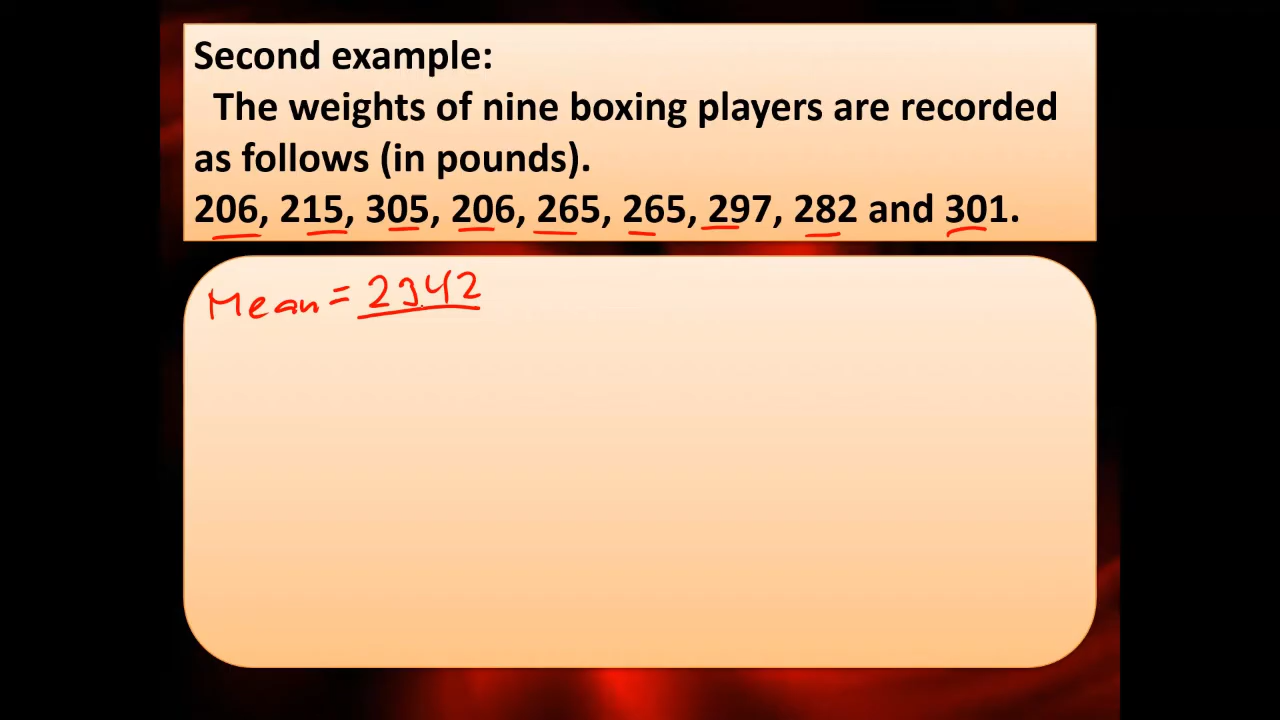 Second example:
The weights of nine boxing players are recorded
as follows (in pounds).
206, 215, 305, 206, 265, 265, 297, 282 and 301.
Mean = 2342